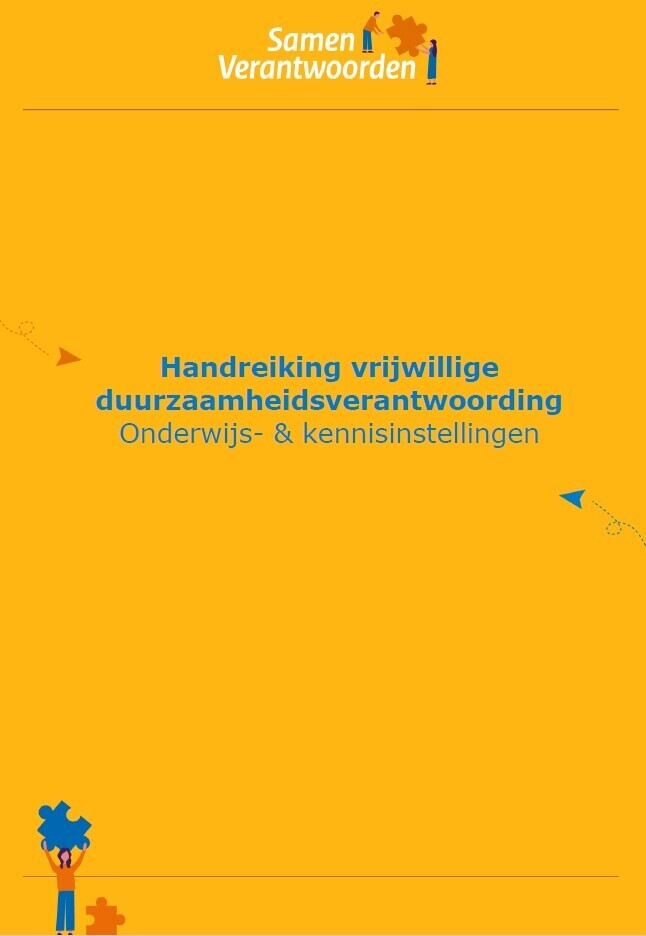 Samen
Verantwoorden
Handreiking vrijwillige
duurzaamheidsverantwoording
Onderwijs- & kennisinstellingen